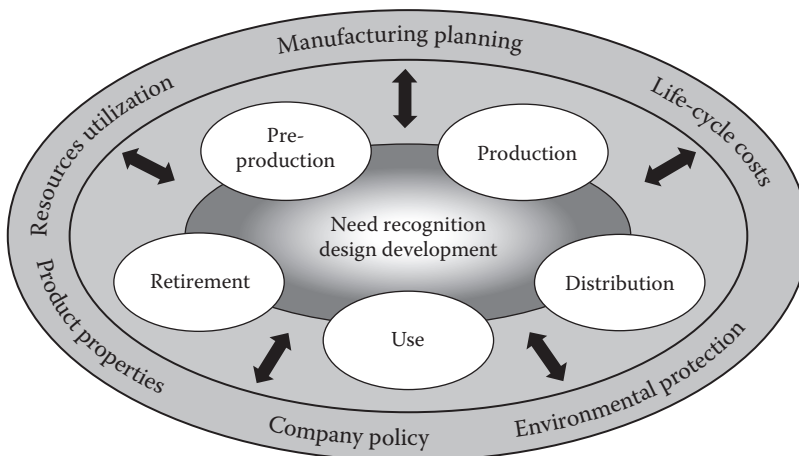 Manufacturing planning
Resources utilization
Life-cycle costs
Pre-
production
Production
Need recognition
design development
Retirement
Distribution
Use
Product properties
Environmental protection
Company policy